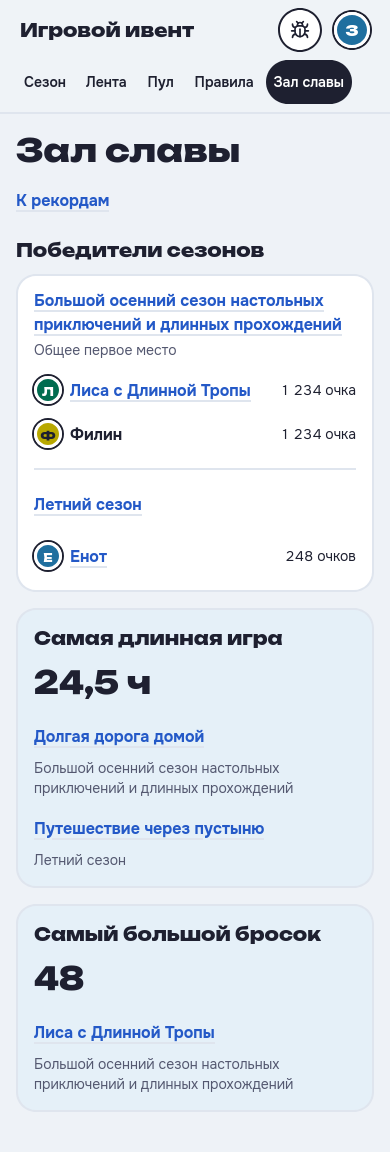 Игровой ивент
З
Сезон Лента Пул Правила Зал славы
Зал славы
К рекордам
Победители сезонов
Большой осенний сезон настольных
приключений и длинных прохождений
Общее первое место
Л Лиса с Длинной Тропы 1 234 очка
Ф Филин 1 234 очка
Летний сезон
Е Енот 248 очков
Самая длинная игра
24,5 ч
Долгая дорога домой
Большой осенний сезон настольных
приключений и длинных прохождений
Путешествие через пустыню
Летний сезон
Самый большой бросок
48
Лиса с Длинной Тропы
Большой осенний сезон настольных
приключений и длинных прохождений